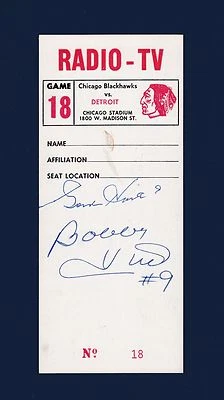 RADIO - TV
GAME
18
Chicago Blackhawks
vs.
DETROIT
CHICAGO STADIUM
1800 W. MADISON ST.
NAME
AFFILIATION
SEAT LOCATION
Bobby
Hull
#9
No 18